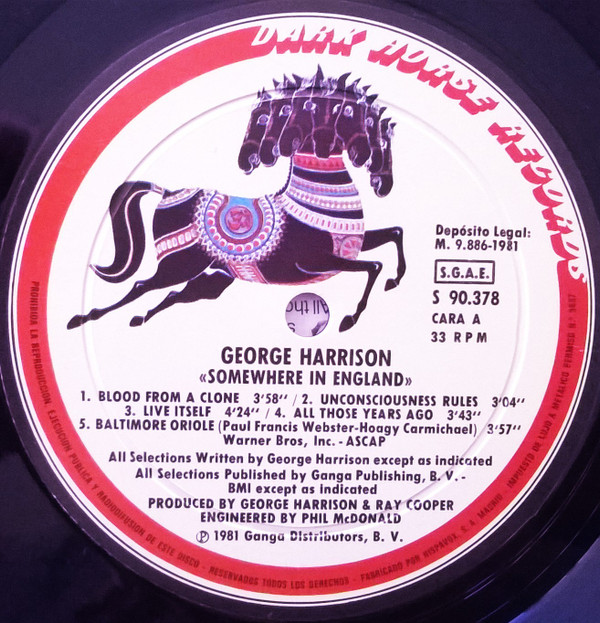 DARK HORSE RECORDS
Depósito Legal:
M. 9.886-1981
S.G.A.E.
S 90.378
CARA A
33 RPM
All tho
GEORGE HARRISON
«SOMEWHERE IN ENGLAND»
1. BLOOD FROM A CLONE 3'58'' / 2. UNCONSCIOUSNESS RULES 3'04''
3. LIVE ITSELF 4'24'' / 4. ALL THOSE YEARS AGO 3'43''
5. BALTIMORE ORIOLE (Paul Francis Webster-Hoagy Carmichael) 3'57''
Warner Bros, Inc. - ASCAP
All Selections Written by George Harrison except as indicated
All Selections Published by Ganga Publishing, B. V. -
BMI except as indicated
PRODUCED BY GEORGE HARRISON & RAY COOPER
ENGINEERED BY PHIL McDONALD
Ⓟ 1981 Ganga Distributors, B. V.
PROHIBIDA LA REPRODUCCION, EJECUCION PUBLICA Y RADIODIFUSION DE ESTE DISCO - RESERVADOS TODOS LOS DERECHOS - FABRICADO POR HISPAVOX, S. A. MADRID - IMPUESTO DE LUJO A METALICO PERMISO N.º 9667